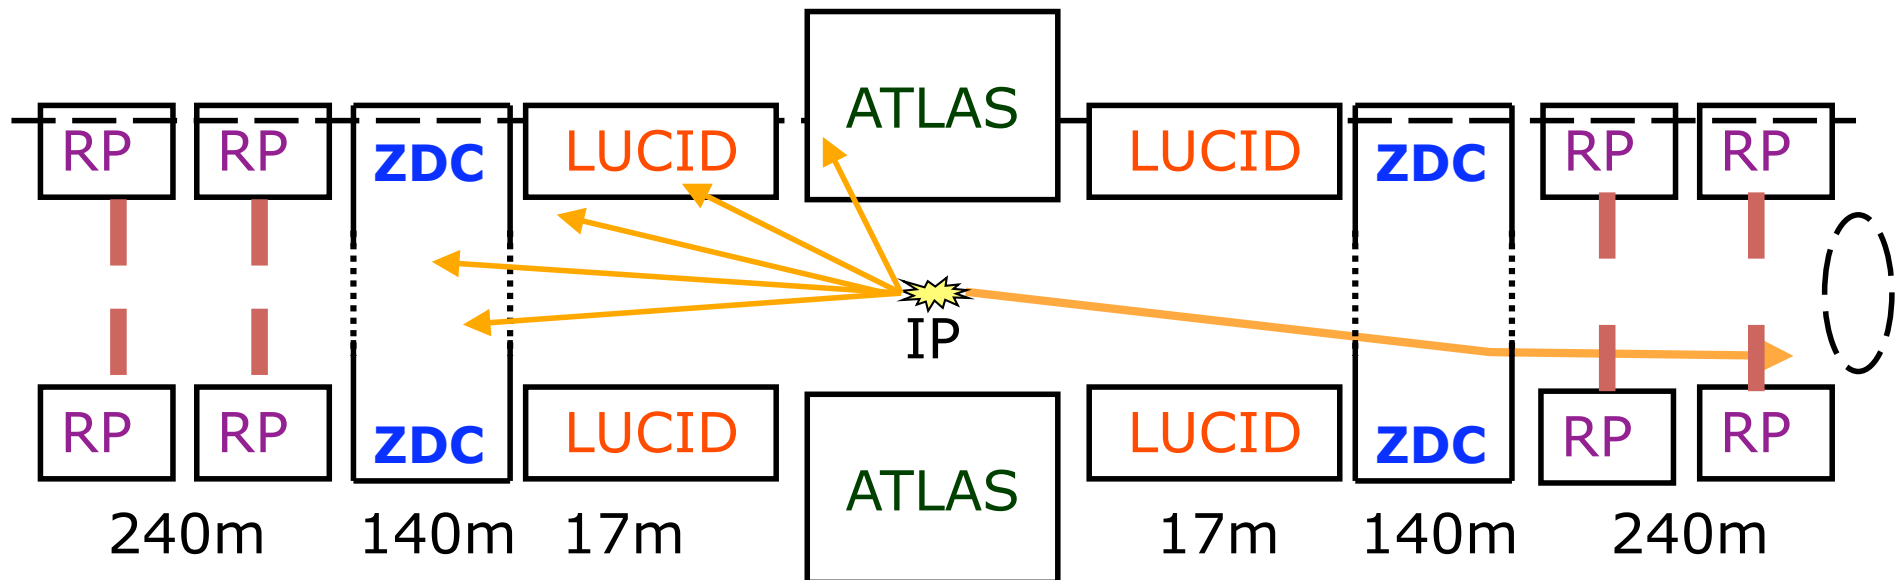 ATLAS
RP RP ZDC LUCID LUCID ZDC RP RP
IP
RP RP ZDC LUCID ATLAS LUCID ZDC RP RP
240m 140m 17m 17m 140m 240m